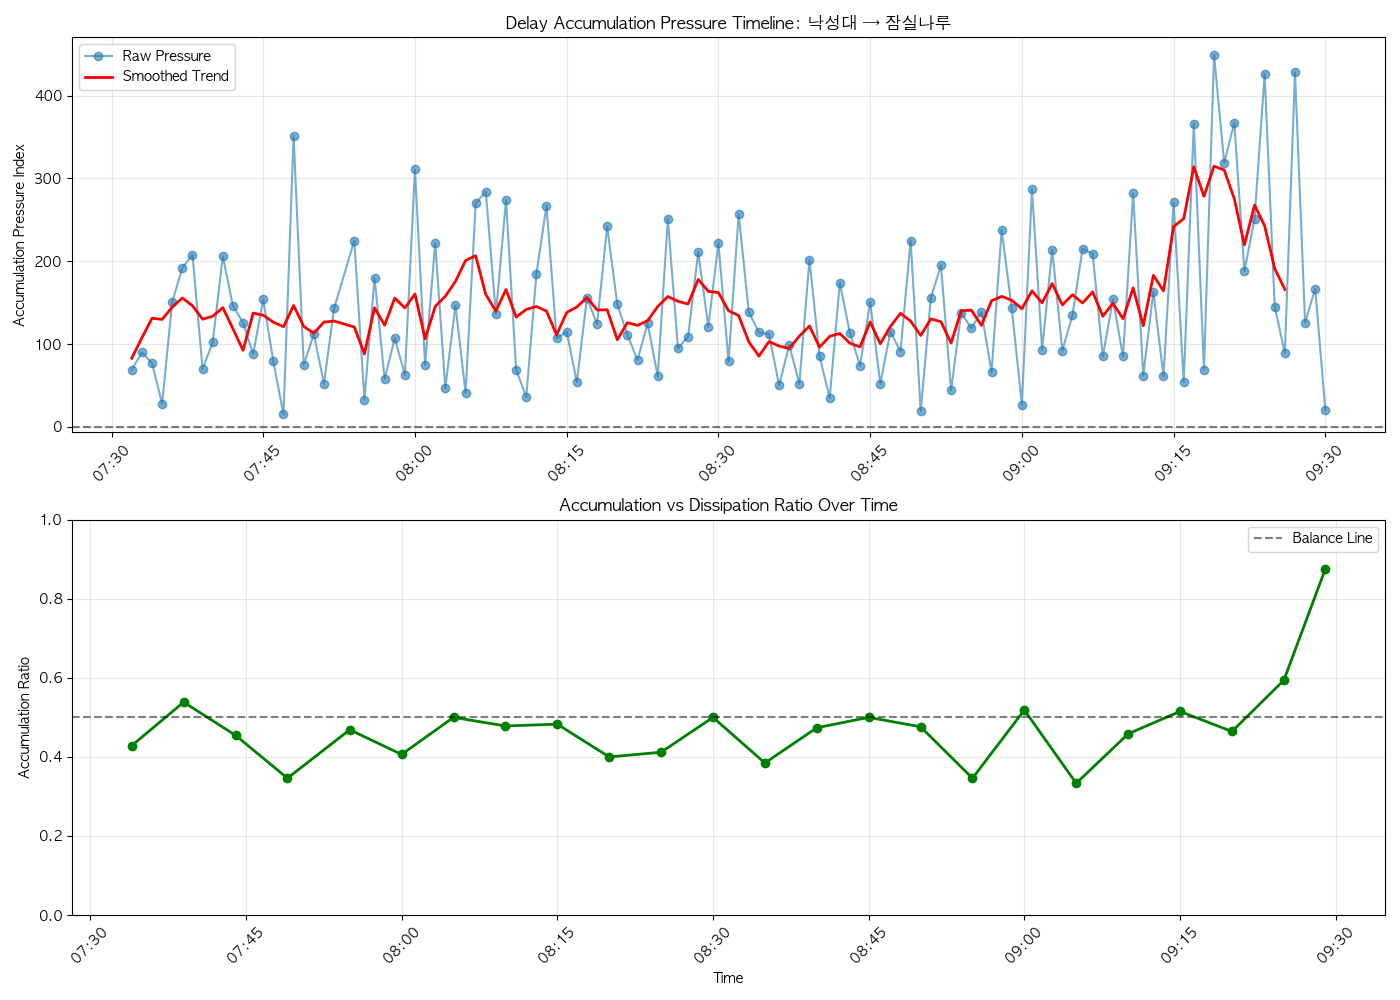 Delay Accumulation Pressure Timeline: 낙성대 → 잠실나루
Raw Pressure
Smoothed Trend
Accumulation Pressure Index
400
300
200
100
0
07:30 07:45 08:00 08:15 08:30 08:45 09:00 09:15 09:30
Accumulation vs Dissipation Ratio Over Time
Balance Line
Accumulation Ratio
1.0
0.8
0.6
0.4
0.2
0.0
07:30 07:45 08:00 08:15 08:30 08:45 09:00 09:15 09:30
Time